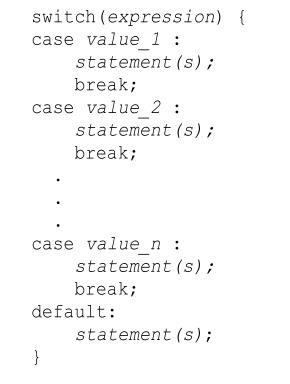 switch(expression) {
case value_1 :
    statement(s);
    break;
case value_2 :
    statement(s);
    break;
  .
  .
  .
case value_n :
    statement(s);
    break;
default:
    statement(s);
}